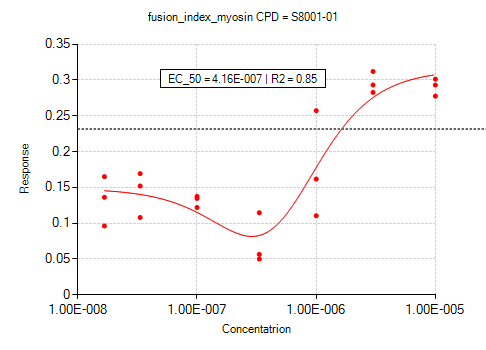 fusion_index_myosin CPD = S8001-01
0.35
0.3
0.25
0.2
0.15
0.1
0.05
0
Response
EC_50 = 4.16E-007 | R2 = 0.85
1.00E-008 1.00E-007 1.00E-006 1.00E-005
Concentatrion